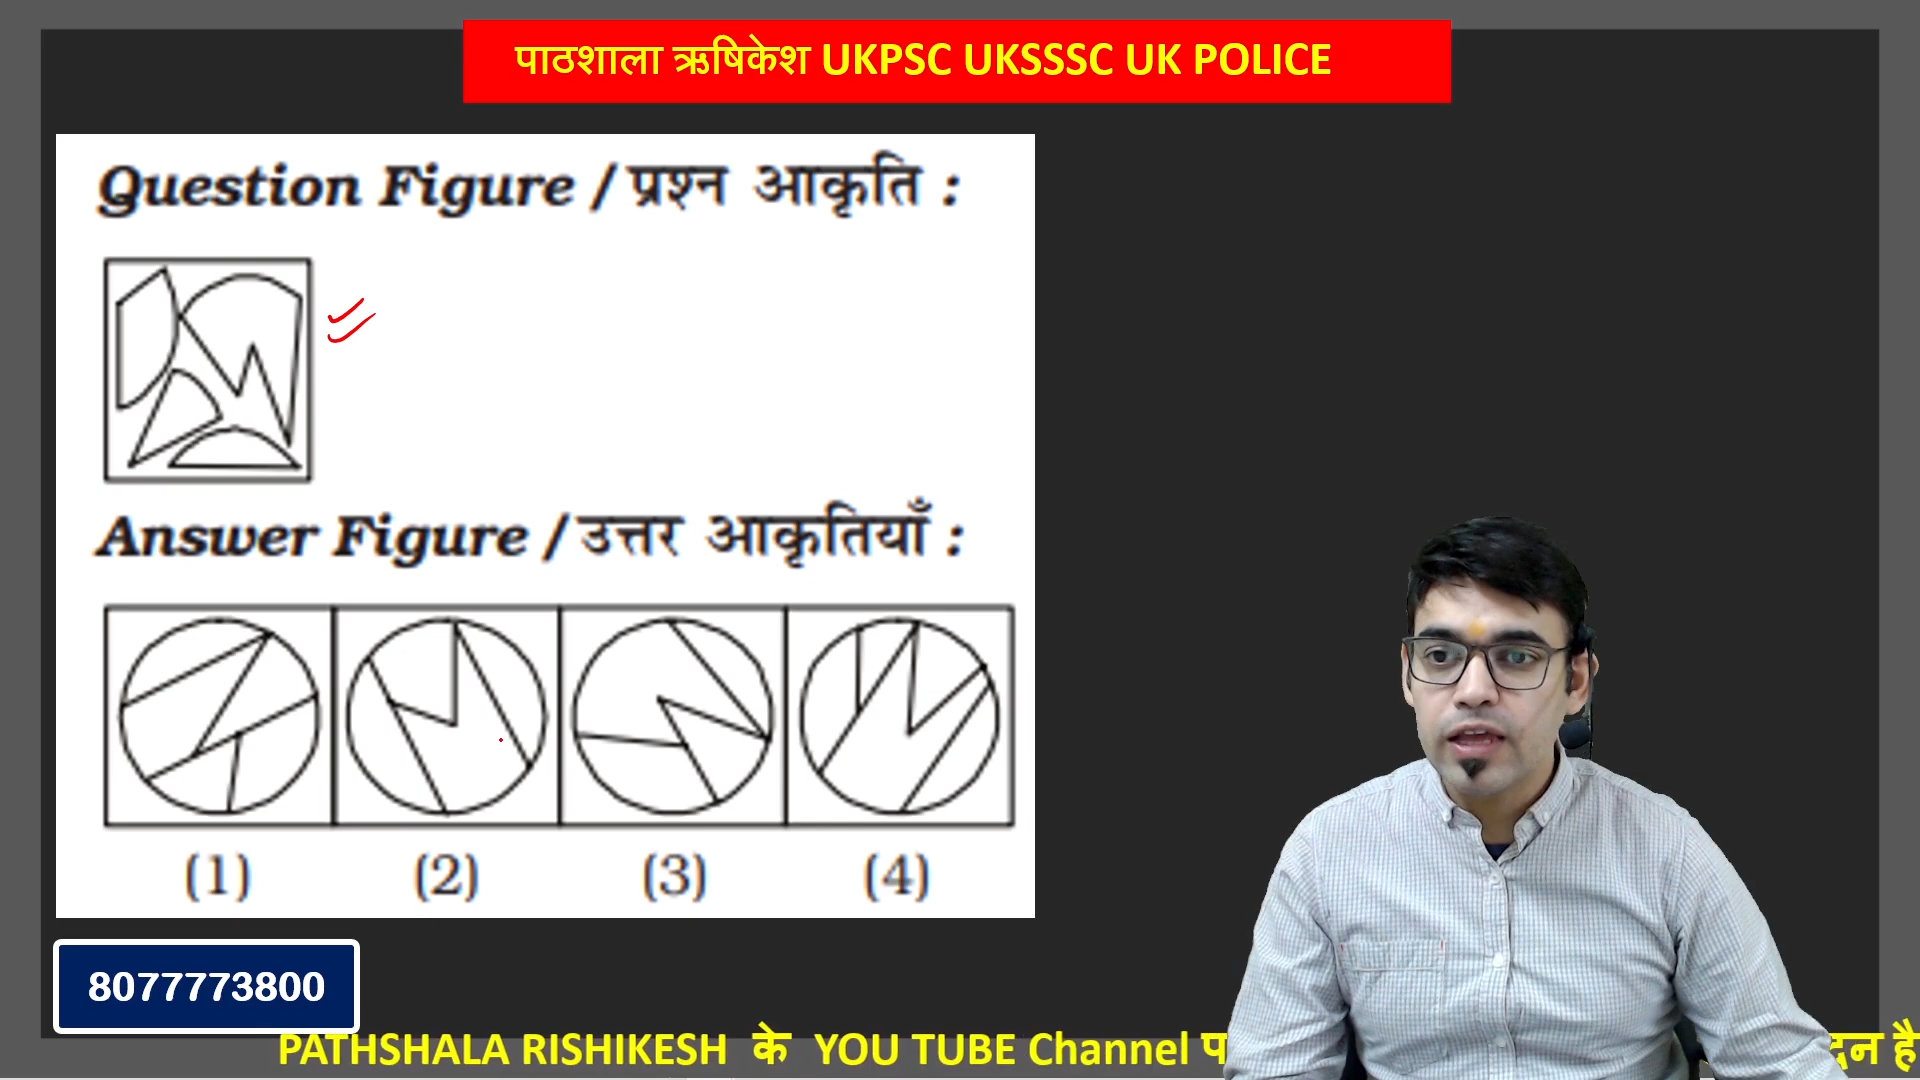 पाठशाला ऋषिकेश UKPSC UKSSSC UK POLICE
Question Figure / प्रश्न आकृति :
Answer Figure / उत्तर आकृतियाँ :
(1) (2) (3) (4)
8077773800
PATHSHALA RISHIKESH के YOU TUBE Channel प है